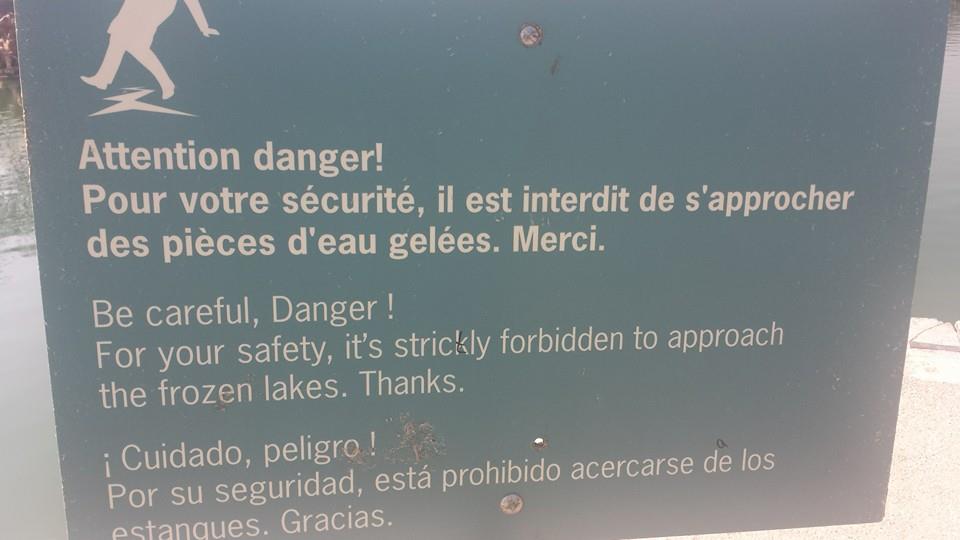 Attention danger!
Pour votre sécurité, il est interdit de s'approcher
des pièces d'eau gelées. Merci.
Be careful, Danger !
For your safety, it's strickly forbidden to approach
the frozen lakes. Thanks.
¡ Cuidado, peligro !
Por su seguridad, está prohibido acercarse de los
estanques. Gracias.